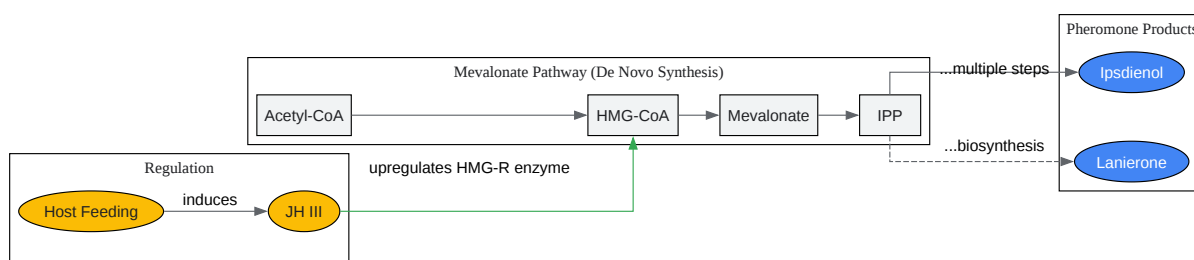 Pheromone Products
Ipsdienol
...multiple steps
Mevalonate Pathway (De Novo Synthesis)
Acetyl-CoA
HMG-CoA
Mevalonate
IPP
...biosynthesis
Lanierone
upregulates HMG-R enzyme
Regulation
Host Feeding
induces
JH III